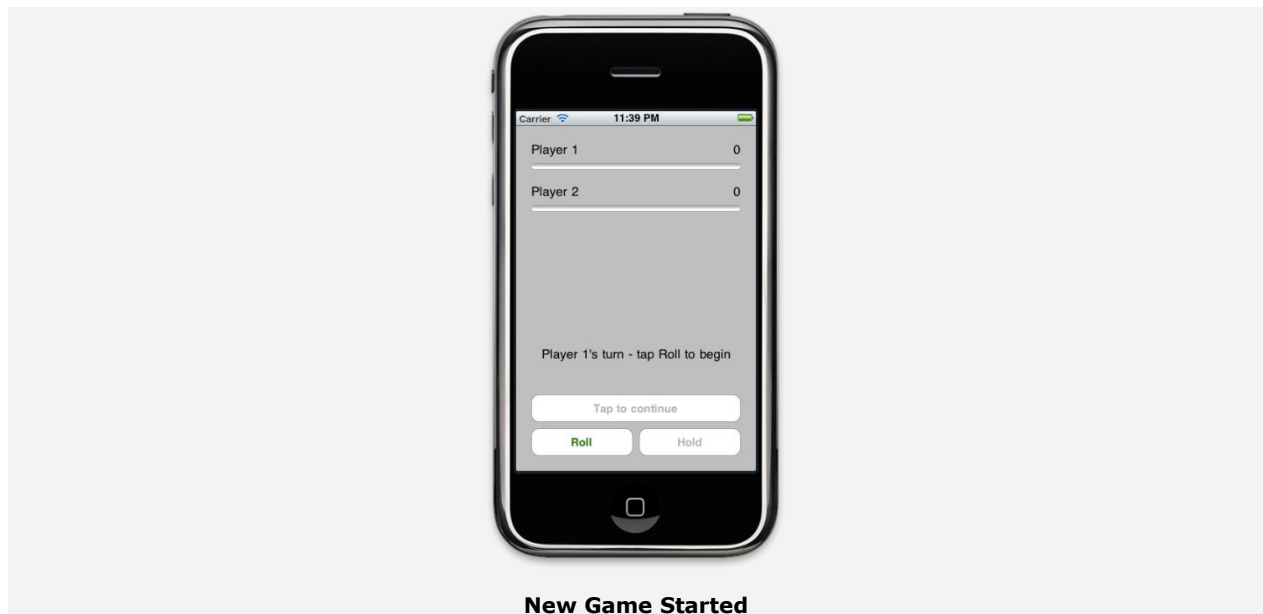 Carrier 11:39 PM
Player 1 0
Player 2 0
Player 1's turn - tap Roll to begin
Tap to continue
Roll Hold
New Game Started